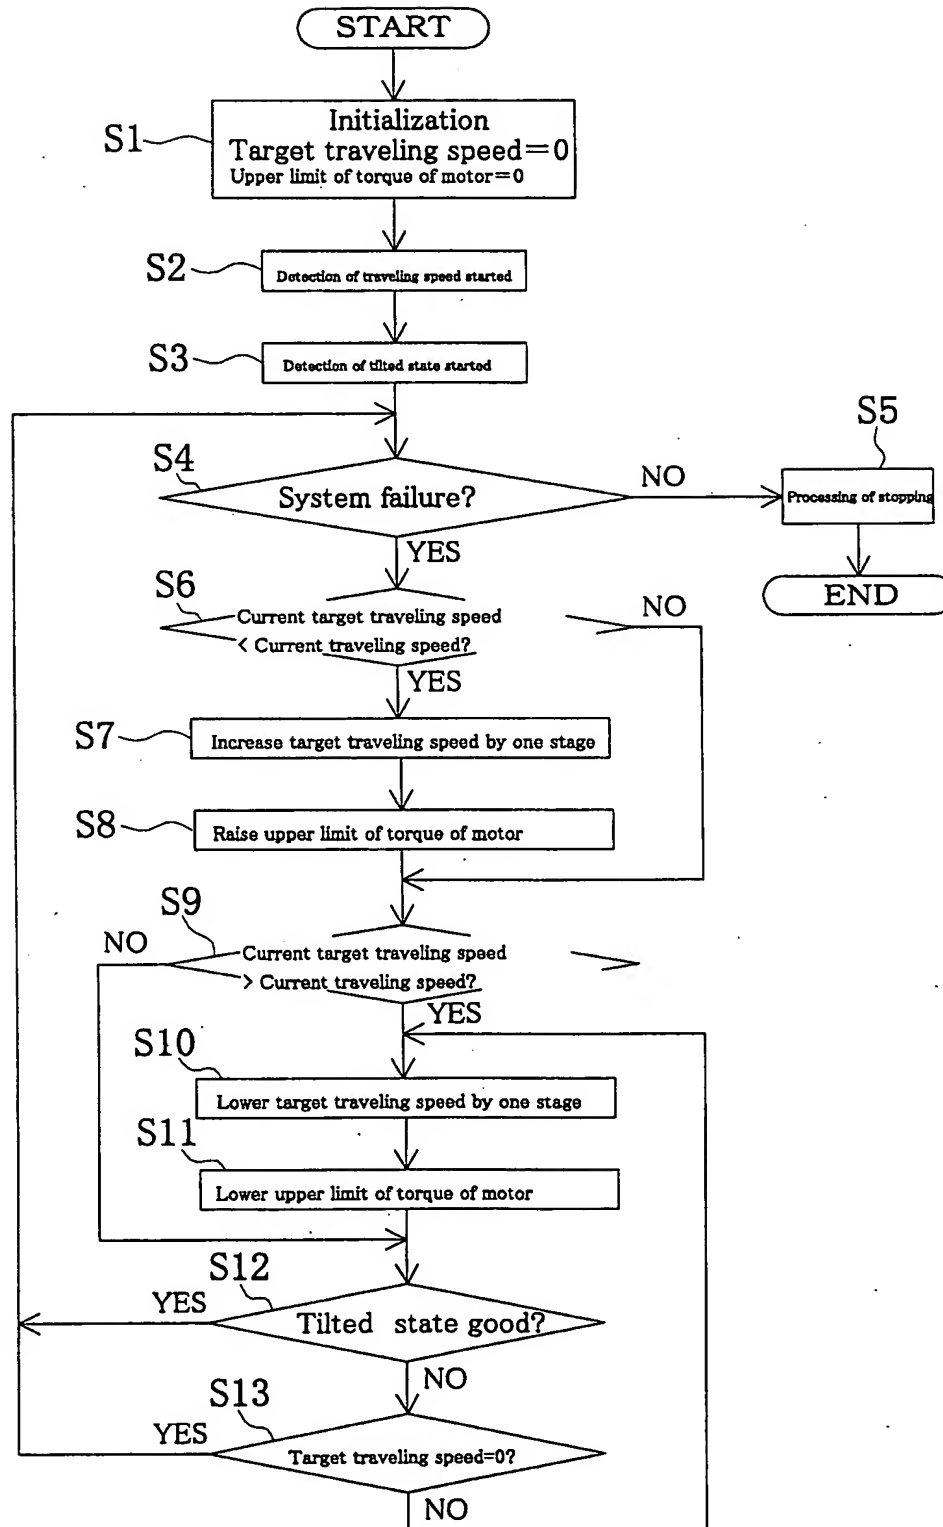 START
S1
Initialization
Target traveling speed=0
Upper limit of torque of motor=0
S2
Detection of traveling speed started
S3
Detection of tilted state started
S4
System failure?
NO
S5
Processing of stopping
END
YES
S6
Current target traveling speed
< Current traveling speed?
NO
YES
S7
Increase target traveling speed by one stage
S8
Raise upper limit of torque of motor
S9
NO
Current target traveling speed
> Current traveling speed?
YES
S10
Lower target traveling speed by one stage
S11
Lower upper limit of torque of motor
S12
YES
Tilted state good?
NO
S13
YES
Target traveling speed=0?
NO